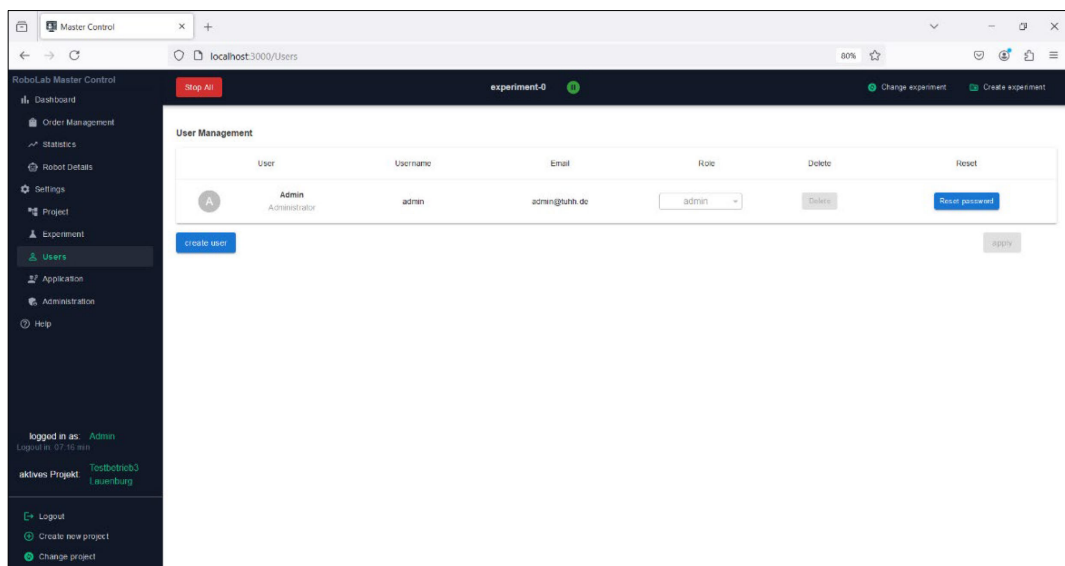 Master Control
localhost:3000/Users
80%
RoboLab Master Control
Stop All
experiment-0
Change experiment
Create experiment
Dashboard
Order Management
Statistics
Robot Details
Settings
Project
Experiment
Users
Application
Administration
Help
User Management
User Username Email Role Delete Reset
A
Admin
Administrator
admin
admin@tuhh.de
admin
Delete
Reset password
create user
apply
logged in as: Admin
Logout in: 07:16 min
aktives Projekt: Testbetrieb3
Lauenburg
Logout
Create new project
Change project